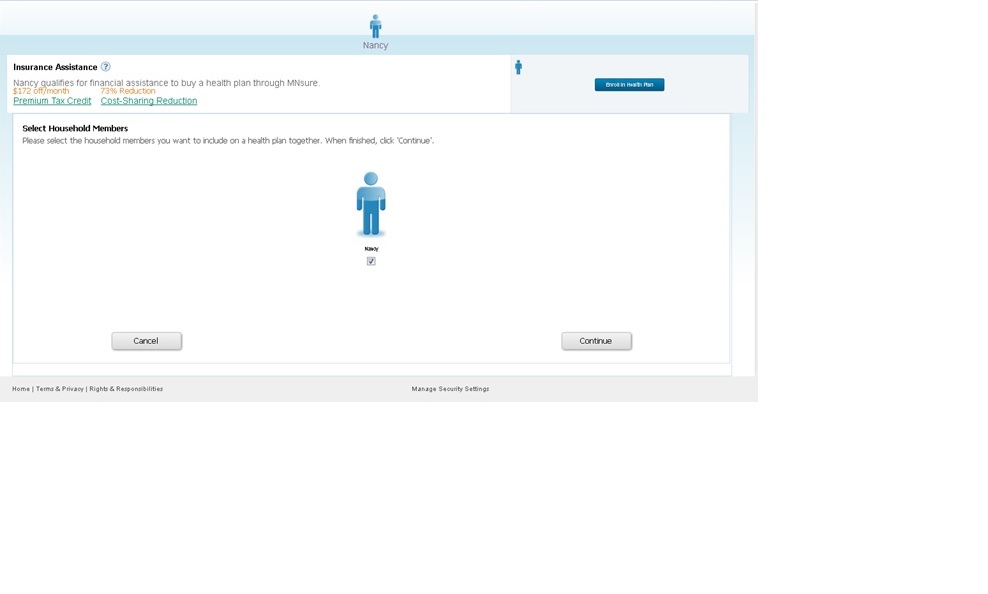 Nancy
Insurance Assistance ?
Nancy qualifies for financial assistance to buy a health plan through MNsure.
$172 off/month 73% Reduction
Premium Tax Credit Cost-Sharing Reduction
Enroll in Health Plan
Select Household Members
Please select the household members you want to include on a health plan together. When finished, click 'Continue'.
Nancy
Cancel Continue
Home | Terms & Privacy | Rights & Responsibilities Manage Security Settings